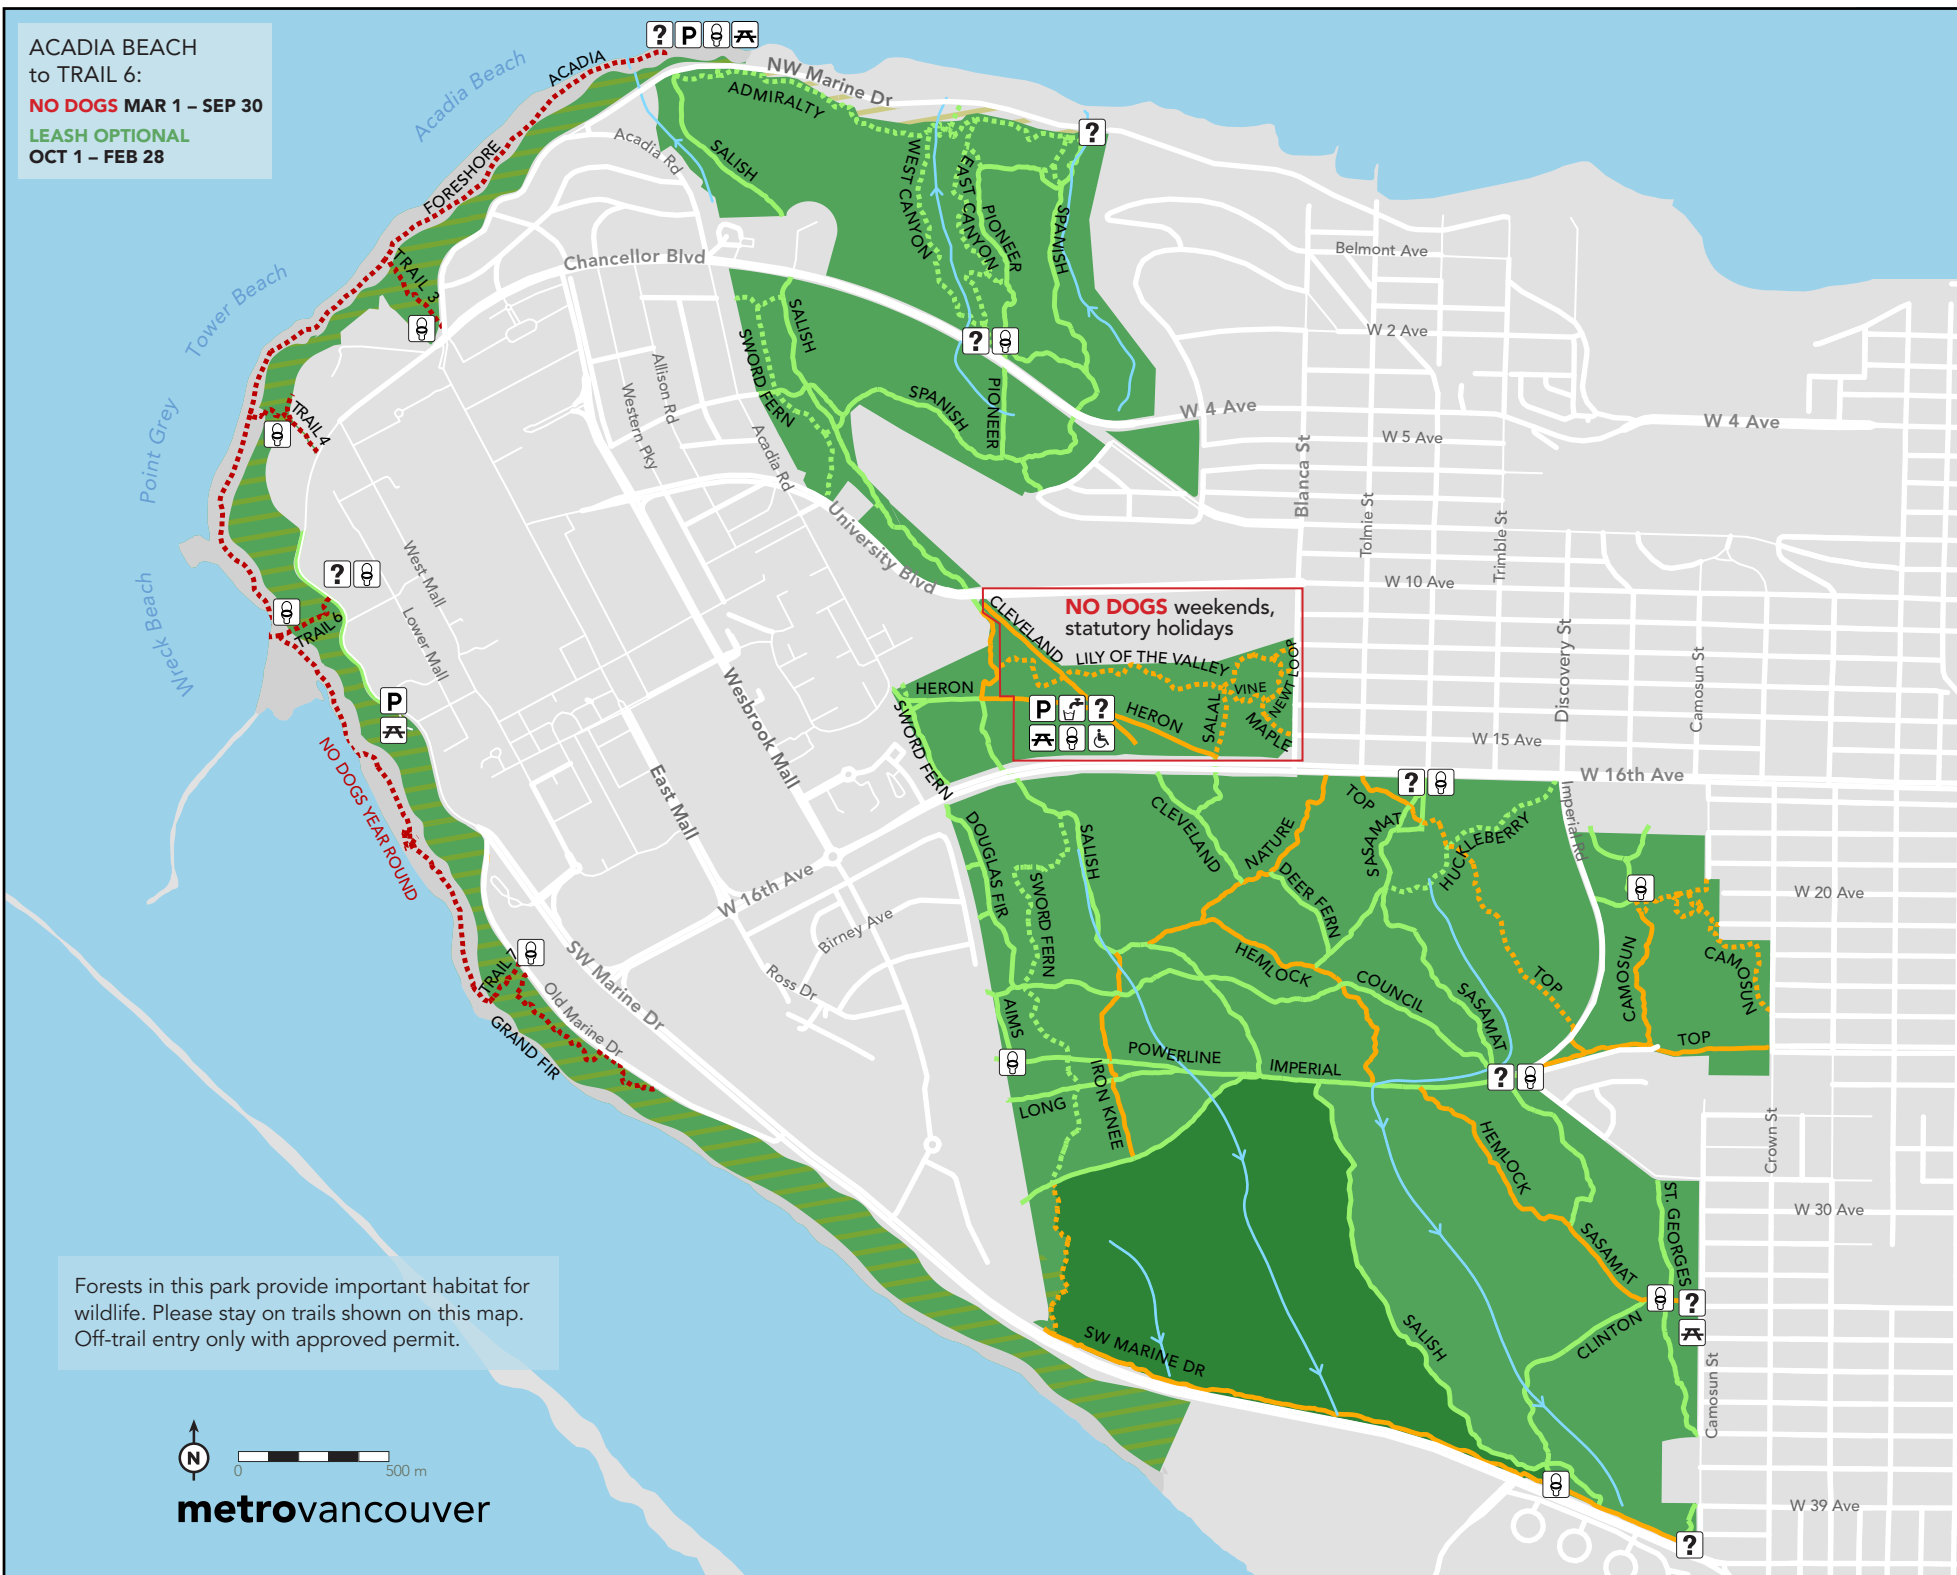 ACADIA BEACH
to TRAIL 6:
NO DOGS MAR 1 – SEP 30
LEASH OPTIONAL
OCT 1 – FEB 28
? P
Acadia Beach
ACADIA
FORESHORE
NW Marine Dr
ADMIRALTY
Acadia Rd
SALISH
WEST CANYON
EAST CANYON
PIONEER
SPANISH
?
TRAIL 3
Tower Beach
Chancellor Blvd
Belmont Ave
W 2 Ave
SALISH
SWORD FERN
?
SPANISH
PIONEER
Allison Rd
Western Pky
Acadia Rd
W 4 Ave
W 4 Ave
W 5 Ave
Point Grey
TRAIL 4
Blanca St
Tolmie St
Trimble St
University Blvd
West Mall
Lower Mall
?
Wreck Beach
TRAIL 6
W 10 Ave
NO DOGS weekends,
statutory holidays
CLEVELAND
LILY OF THE VALLEY
NEWT LOOP
VINE
HERON
P ?
HERON
SALAL
MAPLE
Discovery St
Camosun St
W 15 Ave
SWORD FERN
P
NO DOGS YEAR ROUND
Wesbrook Mall
East Mall
W 16th Ave
?
TOP
CLEVELAND
NATURE
SASAMAT
HUCKLEBERRY
Imperial Rd
DOUGLAS FIR
SALISH
SWORD FERN
DEER FERN
W 16th Ave
Birney Ave
Ross Dr
W 20 Ave
SW Marine Dr
TRAIL 7
Old Marine Dr
GRAND FIR
HEMLOCK
COUNCIL
SASAMAT
TOP
CAMOSUN
CAMOSUN
TOP
AIMS
POWERLINE
IMPERIAL
IRON KNEE
LONG
?
HEMLOCK
Crown St
W 30 Ave
ST. GEORGES
SASAMAT
?
CLINTON
SALISH
SW MARINE DR
Camosun St
W 39 Ave
?
Forests in this park provide important habitat for
wildlife. Please stay on trails shown on this map.
Off-trail entry only with approved permit.
N
0 500 m
metrovancouver